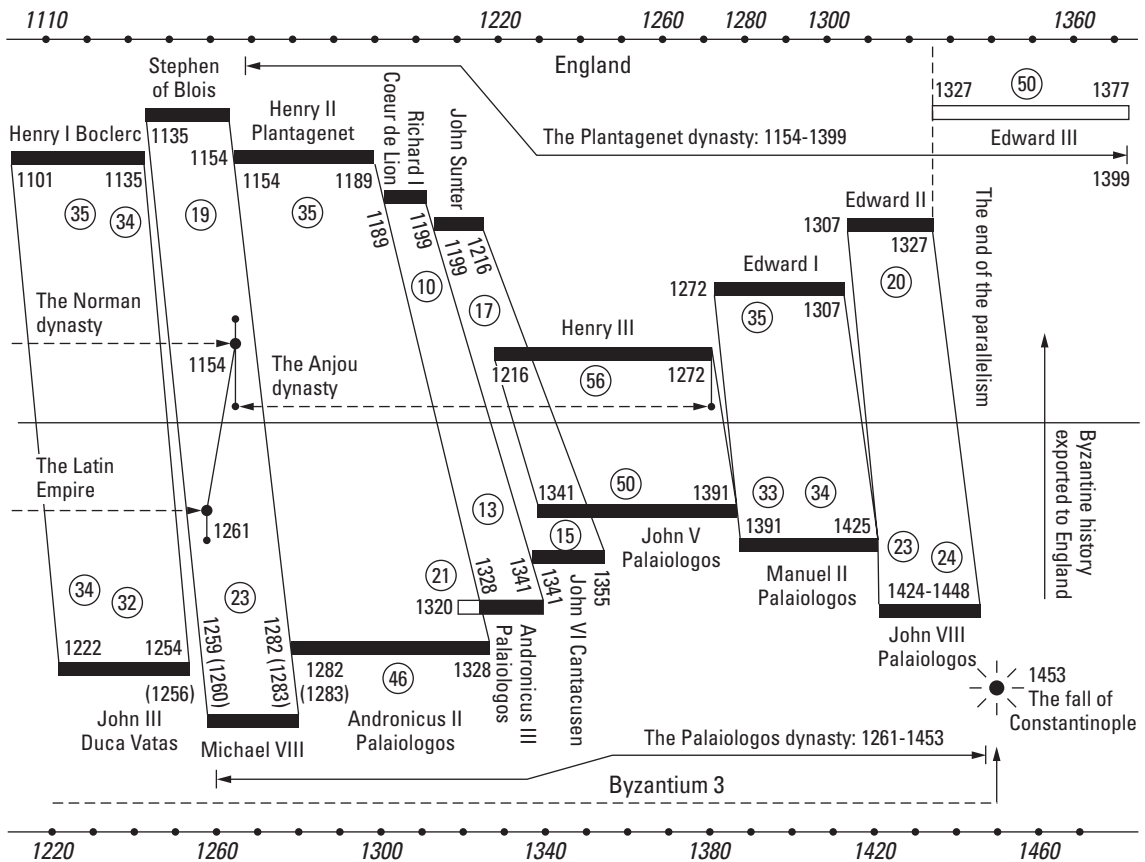 1110 1220 1260 1280 1300 1360
England
Stephen
of Blois
Henry I Boclerc
1101 1135
35 34
1135 1154
19
Henry II
Plantagenet
1154 1189
35
Coeur de Lion
Richard I
1189 1199
10
John Sunter
1199 1216
17
The Plantagenet dynasty: 1154-1399
1327 50 1377
Edward III
1399
Edward II
1307 1327
20
The end of the parallelism
Edward I
1272 1307
35
Henry III
1216 1272
56
The Norman
dynasty
1154
The Anjou
dynasty
Byzantine history
exported to England
The Latin
Empire
1261
34 32
1222 1254
(1256)
John III
Duca Vatas
23
1259 (1260)
1282 (1283)
Michael VIII
1282 1328
(1283)
46
Andronicus II
Palaiologos
21 13
1320 1328 1341
Andronicus III
Palaiologos
15
1341 1355
John VI Cantacusen
1341 50 1391
John V
Palaiologos
33 34
1391 1425
Manuel II
Palaiologos
23 24
1424-1448
John VIII
Palaiologos
1453
The fall of
Constantinople
The Palaiologos dynasty: 1261-1453
Byzantium 3
1220 1260 1300 1340 1380 1420 1460